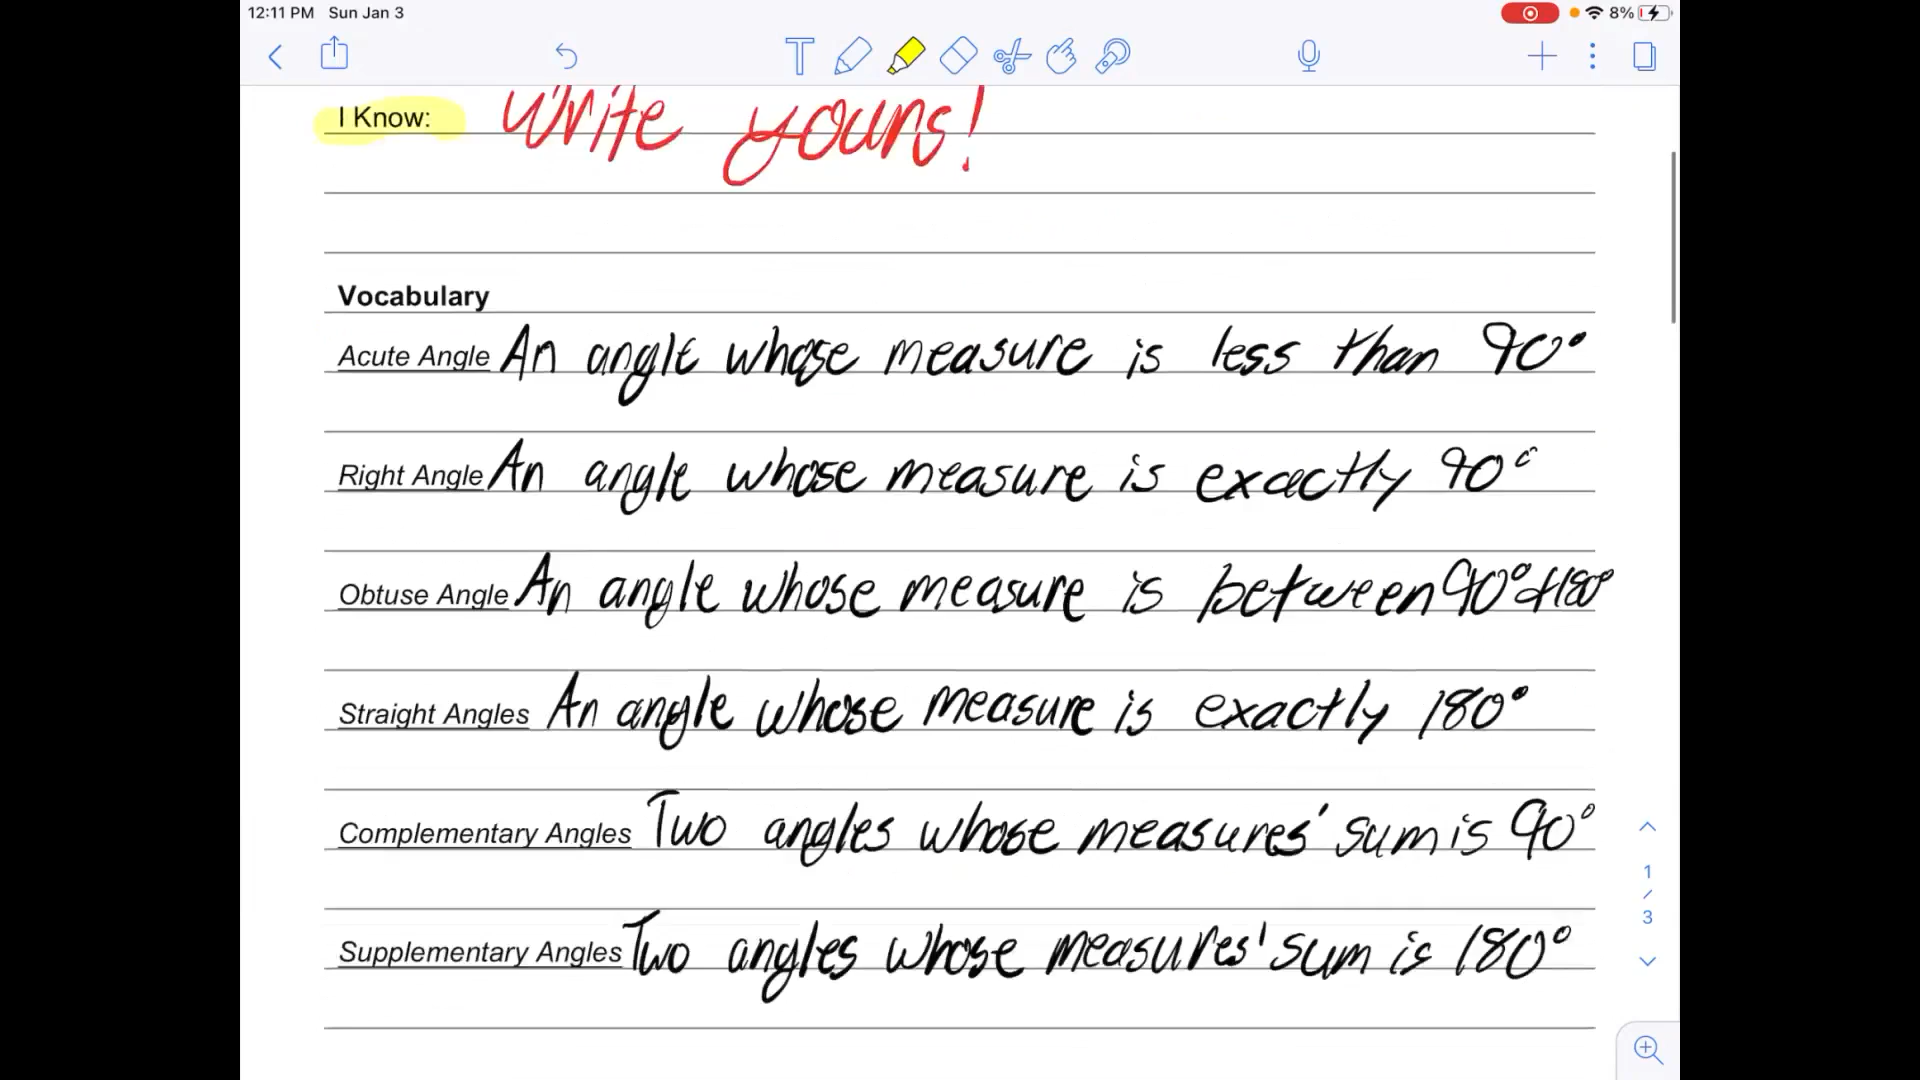 12:11 PM Sun Jan 3 8%
I Know: Write yours!
Vocabulary
Acute Angle An angle whose measure is less than 90°
Right Angle An angle whose measure is exactly 90°
Obtuse Angle An angle whose measure is between 90° & 180°
Straight Angles An angle whose measure is exactly 180°
Complementary Angles Two angles whose measures' sum is 90°
Supplementary Angles Two angles whose measures' sum is 180°
1
/
3